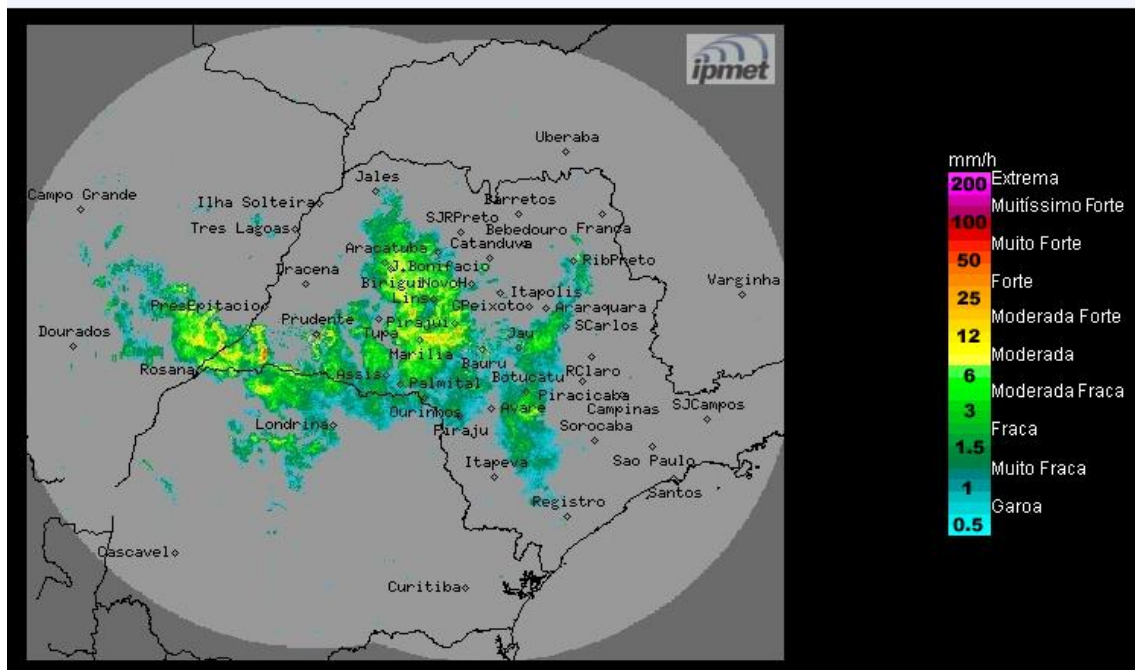 ipmet
Uberaba
Jales
Campo Grande
Ilha Solteira
Barretos
SJRPreto
Tres Lagoas
Bebedouro
Franca
Aracatuba
Catanduva
RibPreto
Dracena
J.Bonifacio
Varginha
Birigui
NovoH
Itapolis
PresEpitacio
Lins
GPeixoto
Araraquara
Dourados
Prudente
Pirajui
SCarlos
Tupa
Jau
Marilia
Bauru
Rosana
Assis
RClaro
Palmital
Botucatu
Piracicaba
Ourinhos
Avare
Campinas
SJCampos
Londrina
Piraju
Sorocaba
Itapeva
Sao Paulo
Santos
Registro
Cascavel
Curitiba
mm/h
200 Extrema
Muitíssimo Forte
100
Muito Forte
50
Forte
25
Moderada Forte
12
Moderada
6
Moderada Fraca
3
Fraca
1.5
Muito Fraca
1
Garoa
0.5